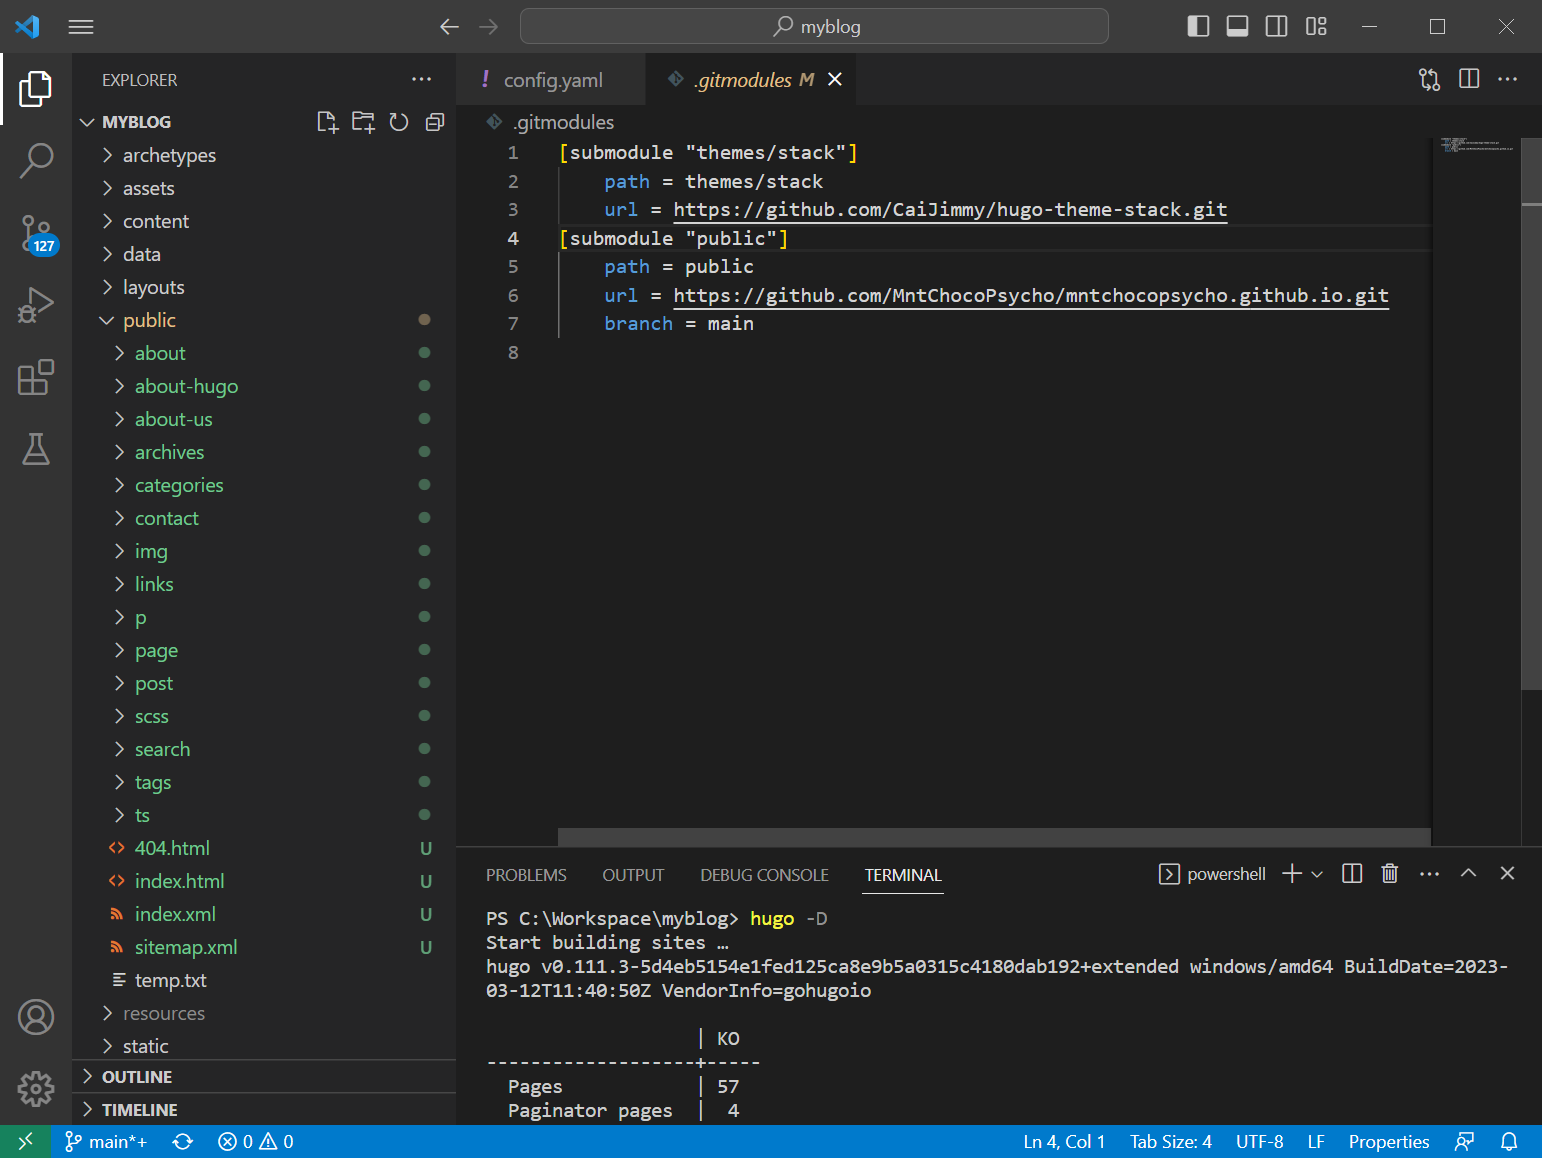 myblog
EXPLORER
config.yaml
.gitmodules M
MYBLOG
.gitmodules
archetypes
assets
content
data
layouts
public
about
about-hugo
about-us
archives
categories
contact
img
links
p
page
post
scss
search
tags
ts
404.html U
index.html U
index.xml U
sitemap.xml U
temp.txt
resources
static
OUTLINE
TIMELINE
127
1 [submodule "themes/stack"]
2 path = themes/stack
3 url = https://github.com/CaiJimmy/hugo-theme-stack.git
4 [submodule "public"]
5 path = public
6 url = https://github.com/MntChocoPsycho/mntchocopsycho.github.io.git
7 branch = main
8
PROBLEMS OUTPUT DEBUG CONSOLE TERMINAL
powershell
PS C:\Workspace\myblog> hugo -D
Start building sites …
hugo v0.111.3-5d4eb5154e1fed125ca8e9b5a0315c4180dab192+extended windows/amd64 BuildDate=2023-
03-12T11:40:50Z VendorInfo=gohugoio
| KO
-------------------+-----
Pages | 57
Paginator pages | 4
main*+ 0 0 Ln 4, Col 1 Tab Size: 4 UTF-8 LF Properties